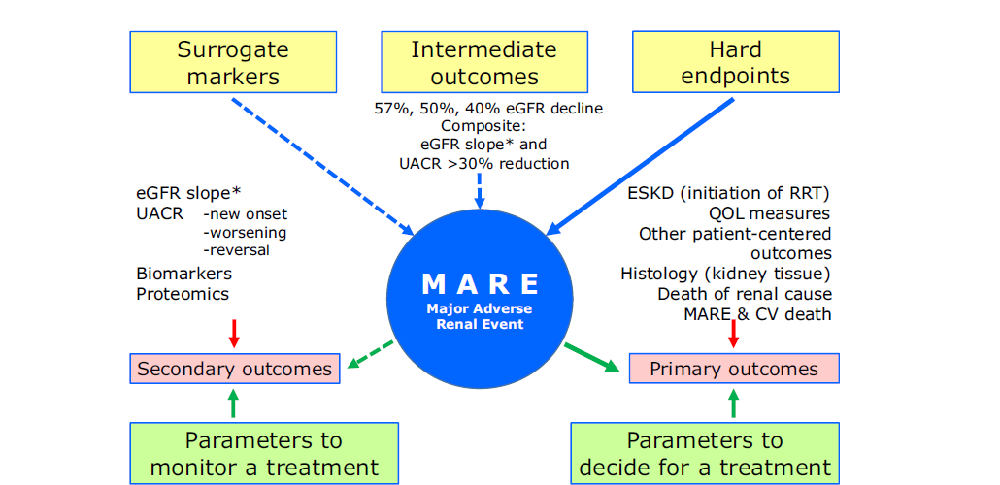 Surrogate
markers
Intermediate
outcomes
Hard
endpoints
57%, 50%, 40% eGFR decline
Composite:
eGFR slope* and
UACR >30% reduction
eGFR slope*
UACR -new onset
-worsening
-reversal
Biomarkers
Proteomics
MARE
Major Adverse
Renal Event
ESKD (initiation of RRT)
QOL measures
Other patient-centered
outcomes
Histology (kidney tissue)
Death of renal cause
MARE & CV death
Secondary outcomes
Primary outcomes
Parameters to
monitor a treatment
Parameters to
decide for a treatment